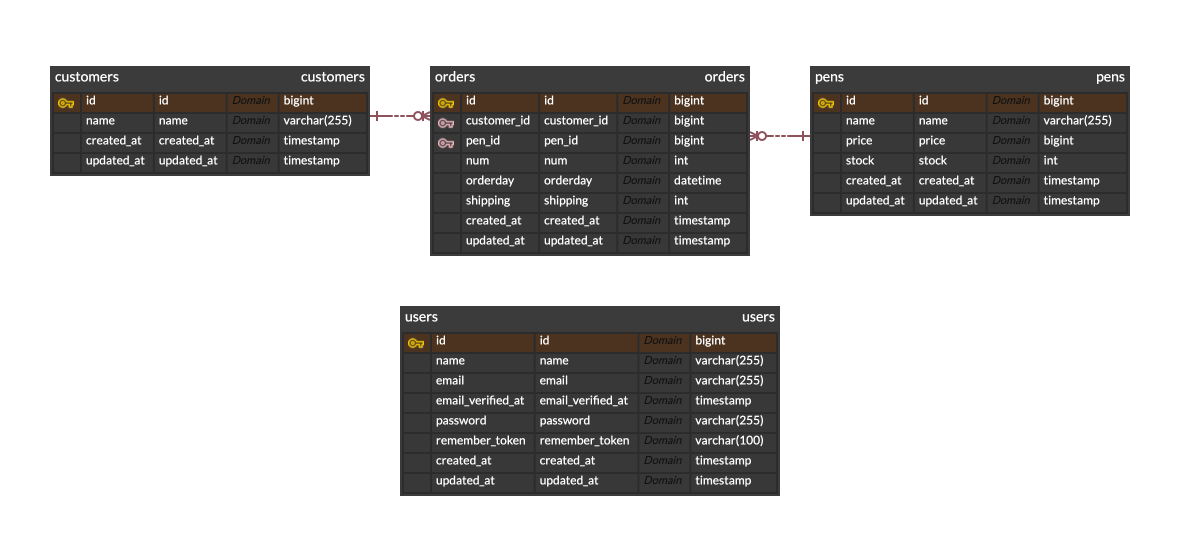 customers customers
id id Domain bigint
name name Domain varchar(255)
created_at created_at Domain timestamp
updated_at updated_at Domain timestamp
orders orders
id id Domain bigint
customer_id customer_id Domain bigint
pen_id pen_id Domain bigint
num num Domain int
orderday orderday Domain datetime
shipping shipping Domain int
created_at created_at Domain timestamp
updated_at updated_at Domain timestamp
pens pens
id id Domain bigint
name name Domain varchar(255)
price price Domain bigint
stock stock Domain int
created_at created_at Domain timestamp
updated_at updated_at Domain timestamp
users users
id id Domain bigint
name name Domain varchar(255)
email email Domain varchar(255)
email_verified_at email_verified_at Domain timestamp
password password Domain varchar(255)
remember_token remember_token Domain varchar(100)
created_at created_at Domain timestamp
updated_at updated_at Domain timestamp